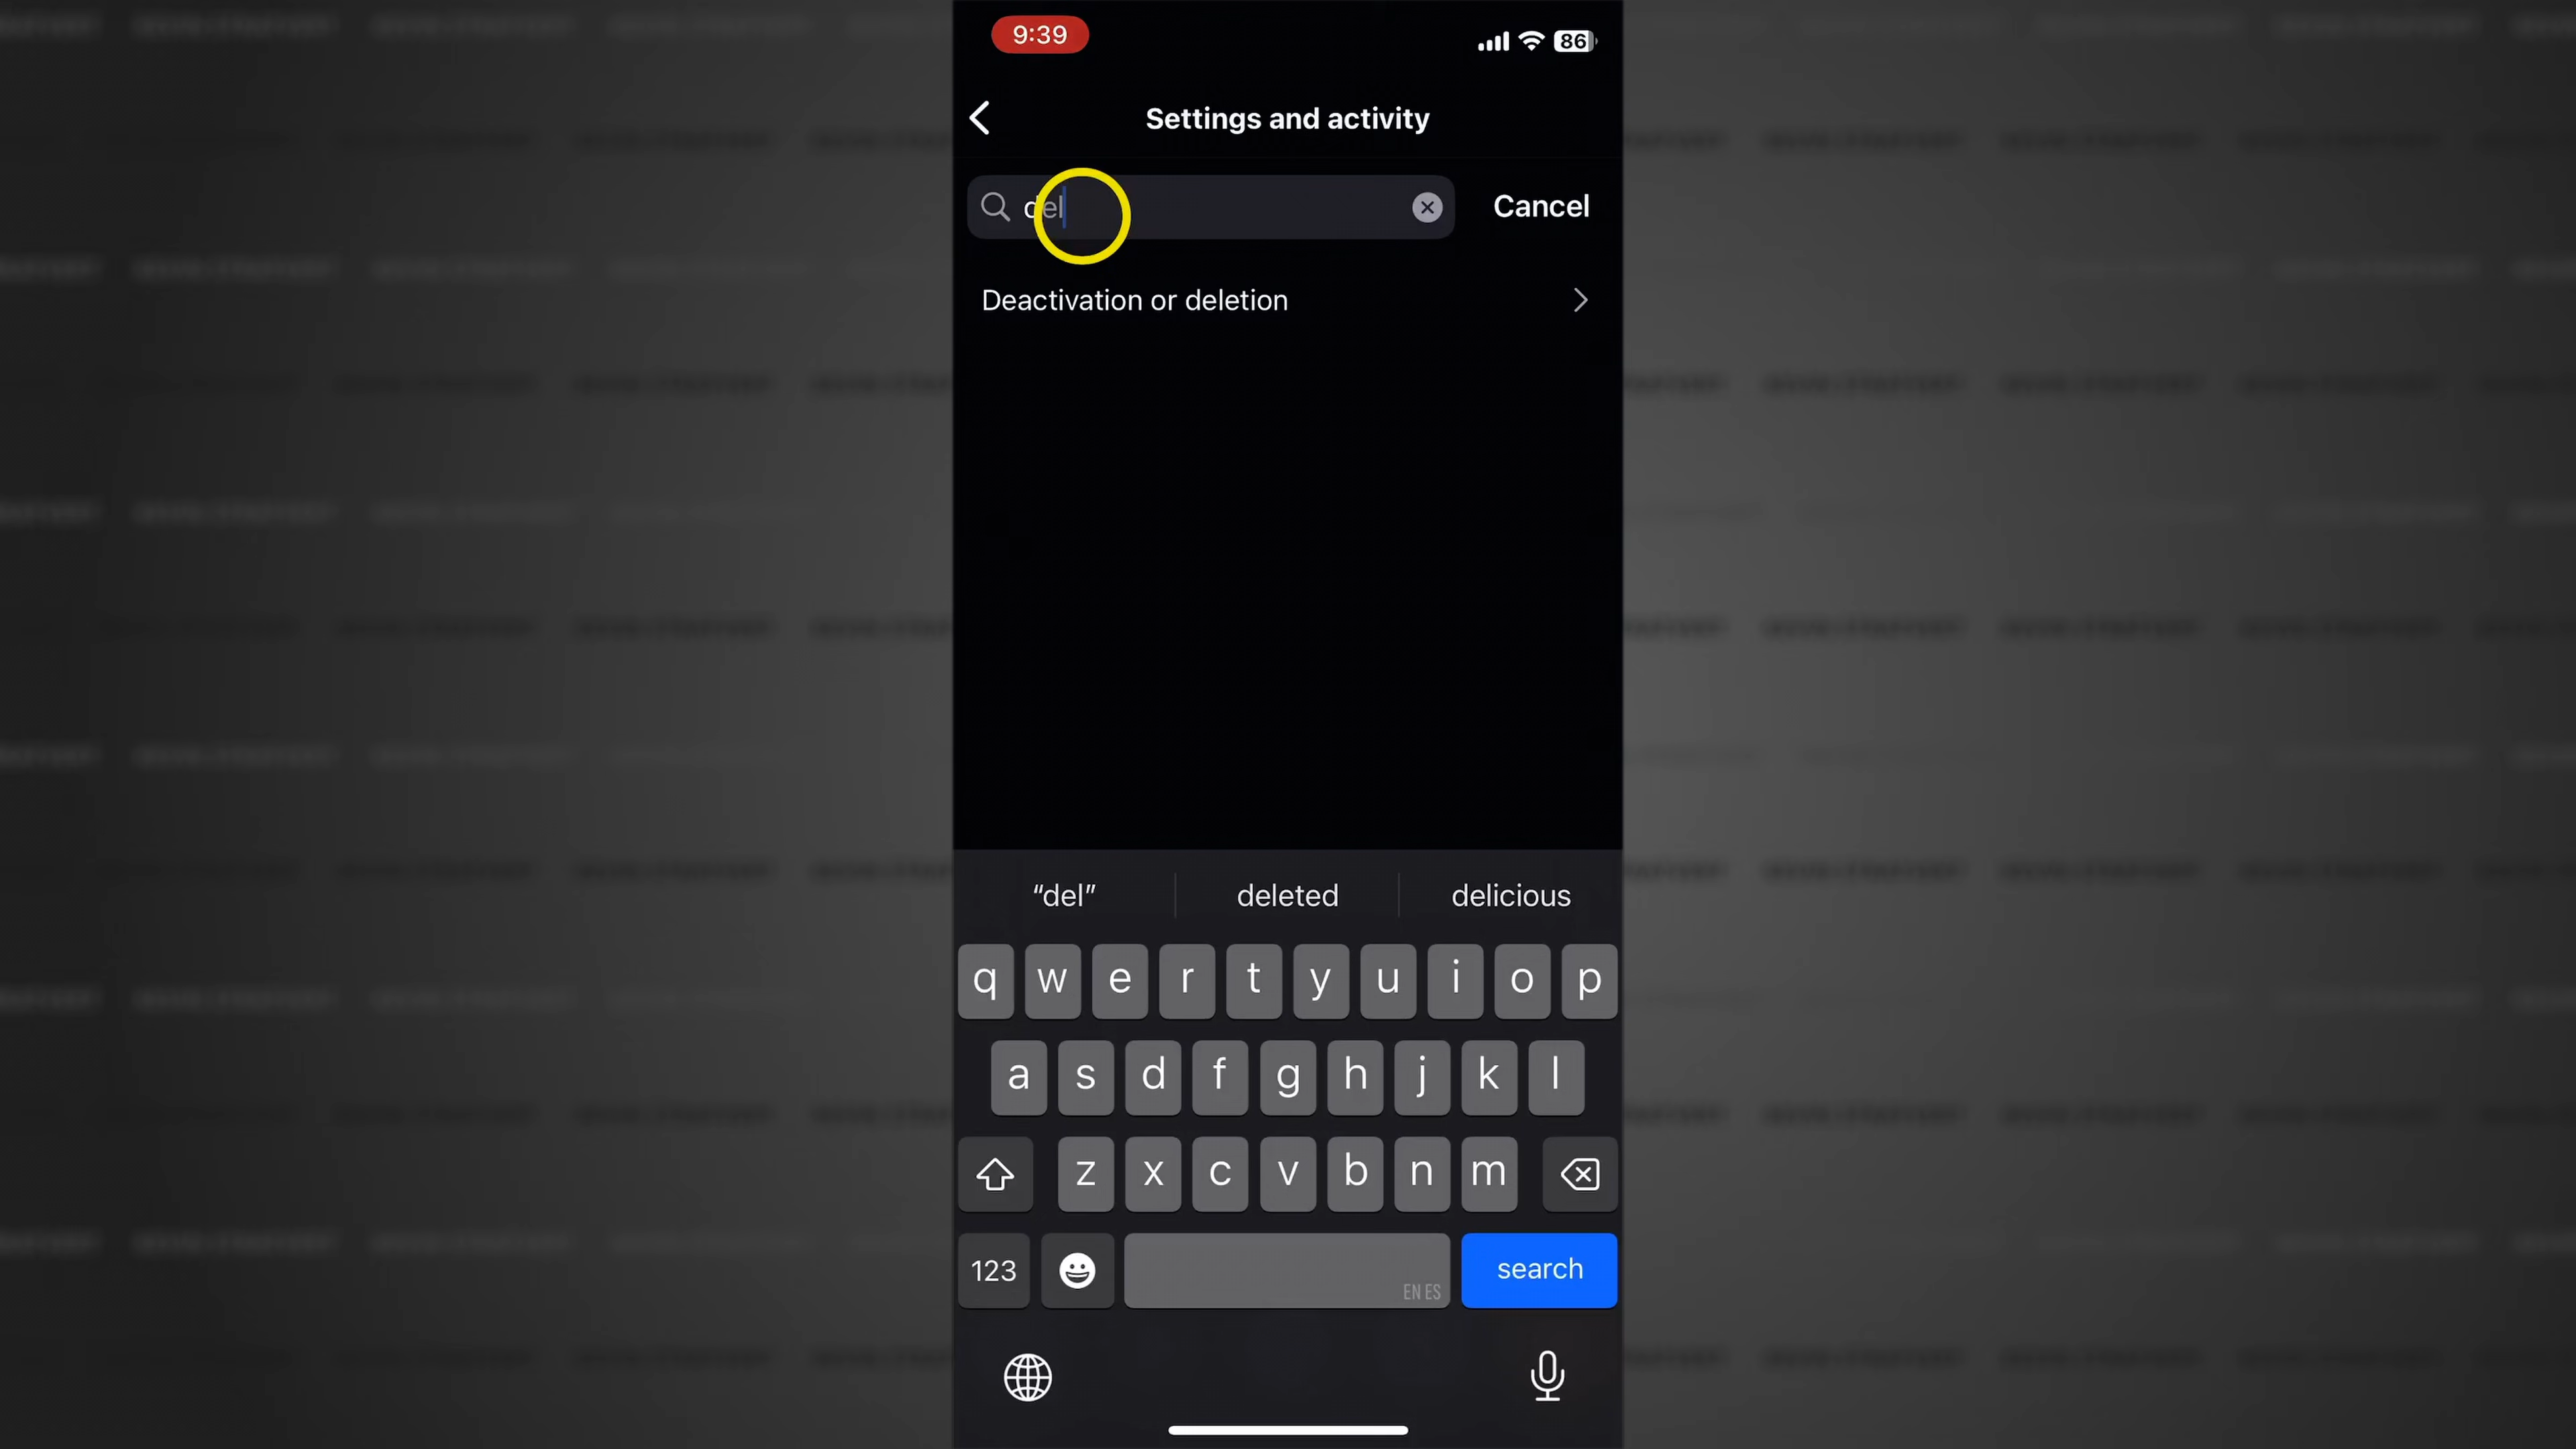 9:39
86
Settings and activity
del
Cancel
Deactivation or deletion
“del”
deleted
delicious
q w e r t y u i o p
a s d f g h j k l
z x c v b n m
123
EN ES
search